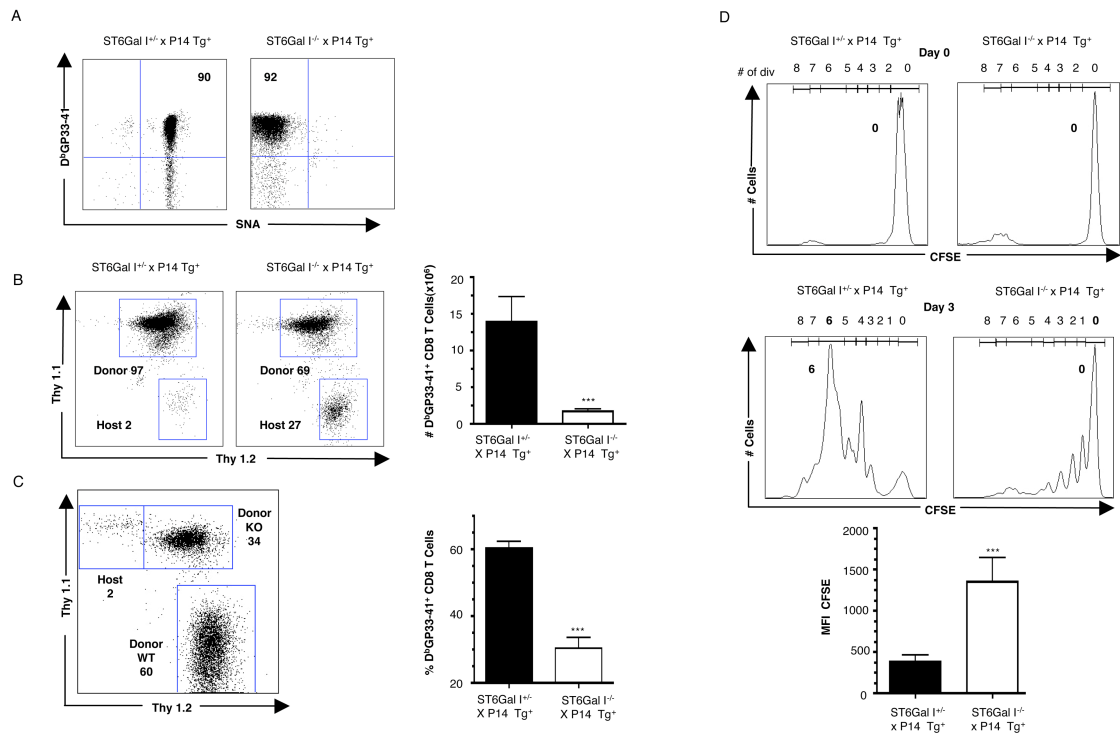 A
ST6Gal I+/- x P14 Tg+
ST6Gal I-/- x P14 Tg+
90
92
DbGP33-41
SNA
B
ST6Gal I+/- x P14 Tg+
ST6Gal I-/- x P14 Tg+
Donor 97
Host 2
Donor 69
Host 27
Thy 1.1
Thy 1.2
# DbGP33-41+ CD8 T Cells(x10⁶)
20
15
10
5
0
***
ST6Gal I+/-
X P14 Tg+
ST6Gal I-/-
X P14 Tg+
C
Donor
KO
34
Host
2
Donor
WT
60
Thy 1.1
Thy 1.2
% DbGP33-41+ CD8 T Cells
60
40
20
***
ST6Gal I+/-
X P14 Tg+
ST6Gal I-/-
X P14 Tg+
D
ST6Gal I+/- x P14 Tg+
ST6Gal I-/- x P14 Tg+
Day 0
# of div
8 7 6 5 4 3 2 0
8 7 6 5 4 3 2 0
0
0
# Cells
CFSE
ST6Gal I+/- x P14 Tg+
ST6Gal I-/- x P14 Tg+
Day 3
8 7 6 5 4 3 2 1 0
8 7 6 5 4 3 2 1 0
6
0
# Cells
CFSE
MFI CFSE
2000
1500
1000
500
0
***
ST6Gal I+/-
x P14 Tg+
ST6Gal I-/-
x P14 Tg+